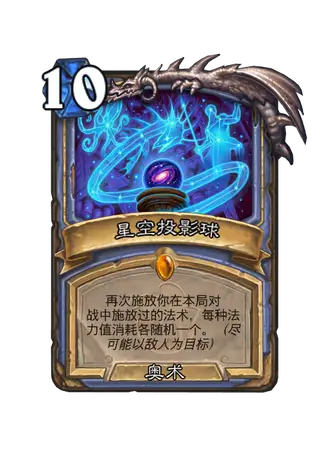 10
星空投影球
再次施放你在本局对
战中施放过的法术，每种法
力值消耗各随机一个。（尽
可能以敌人为目标）
奥术